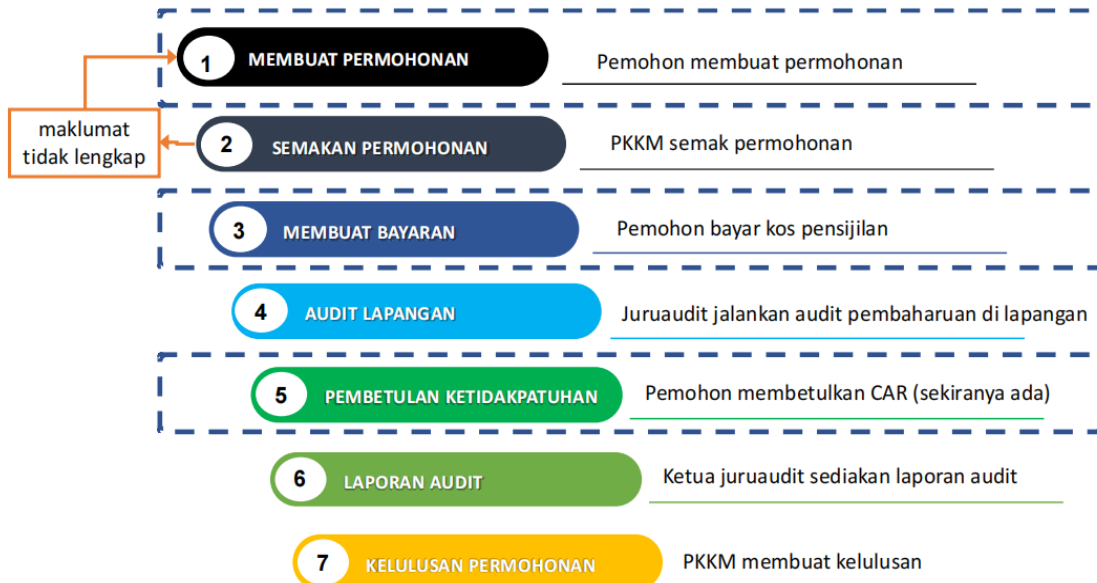 1 MEMBUAT PERMOHONAN Pemohon membuat permohonan
maklumat
tidak lengkap
2 SEMAKAN PERMOHONAN PKKM semak permohonan
3 MEMBUAT BAYARAN Pemohon bayar kos pensijilan
4 AUDIT LAPANGAN Juruaudit jalankan audit pembaharuan di lapangan
5 PEMBETULAN KETIDAKPATUHAN Pemohon membetulkan CAR (sekiranya ada)
6 LAPORAN AUDIT Ketua juruaudit sediakan laporan audit
7 KELULUSAN PERMOHONAN PKKM membuat kelulusan